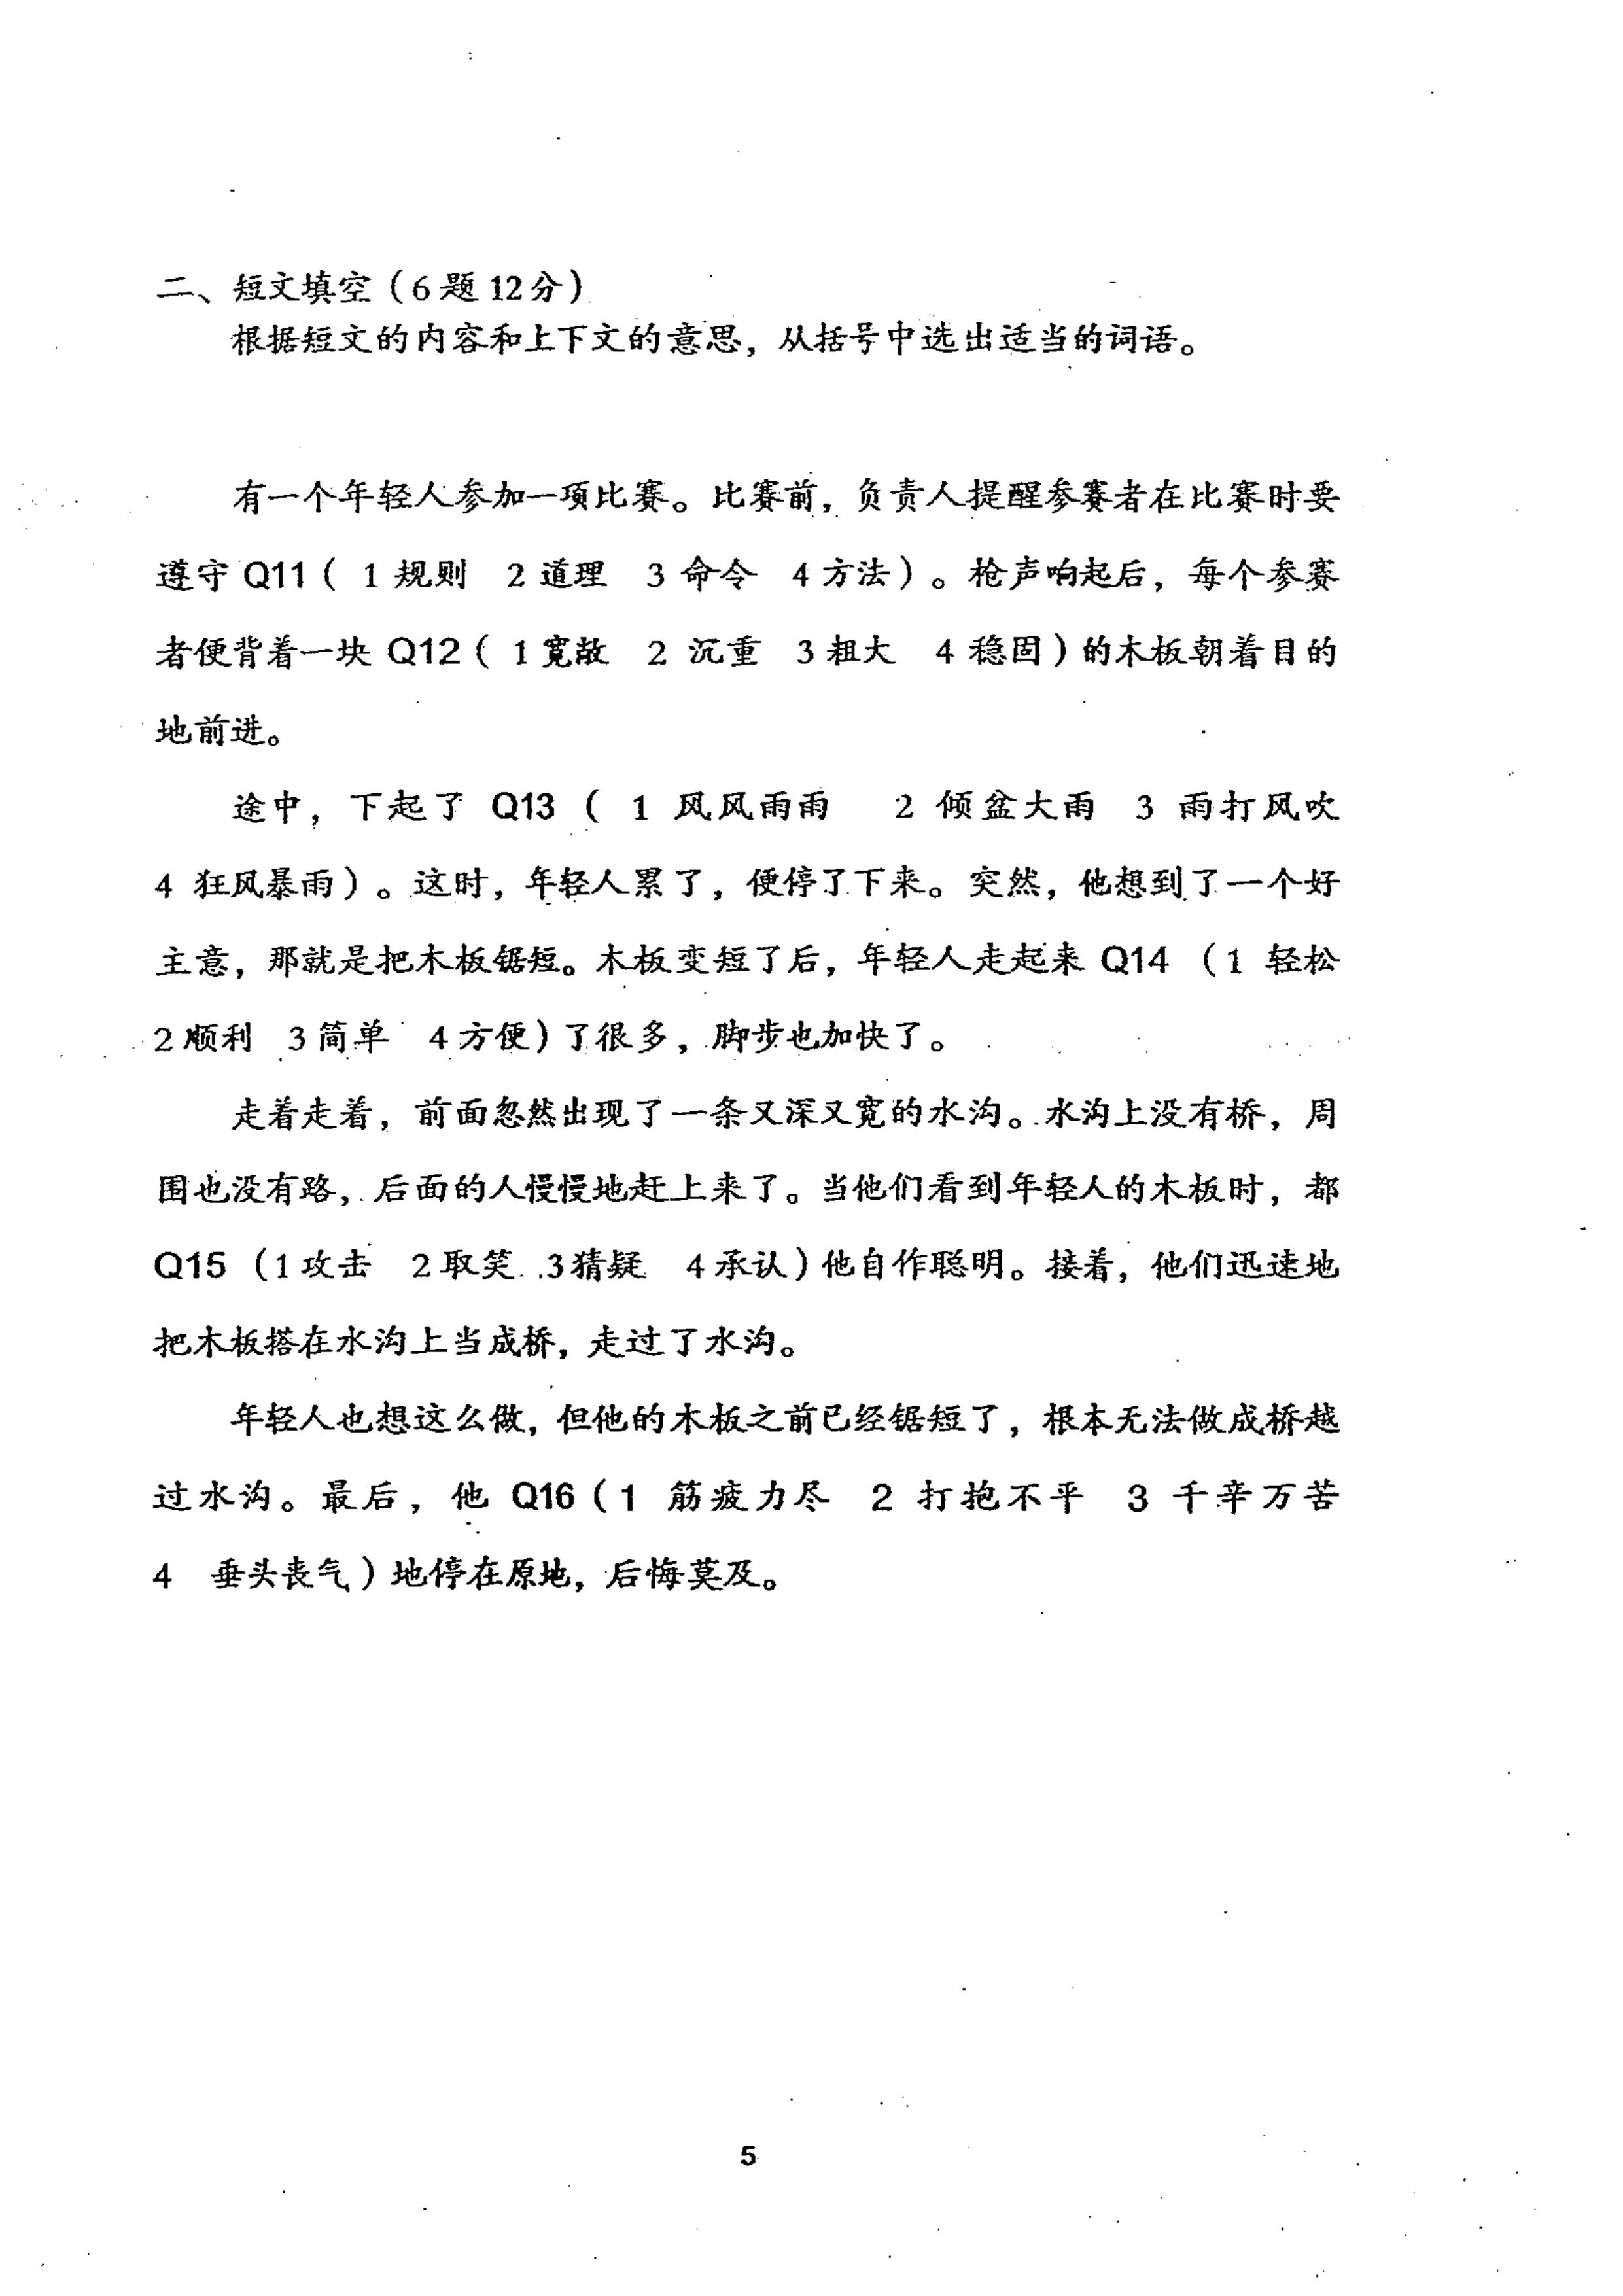 二、短文填空（6题12分）
根据短文的内容和上下文的意思，从括号中选出适当的词语。
有一个年轻人参加一项比赛。比赛前，负责人提醒参赛者在比赛时要
遵守 Q11（ 1 规则 2 道理 3 命令 4 方法）。枪声响起后，每个参赛
者便背着一块 Q12（ 1 宽敞 2 沉重 3 粗大 4 稳固）的木板朝着目的
地前进。
途中，下起了 Q13 （ 1 风风雨雨 2 倾盆大雨 3 雨打风吹
4 狂风暴雨）。这时，年轻人累了，便停了下来。突然，他想到了一个好
主意，那就是把木板锯短。木板变短了后，年轻人走起来 Q14 （1 轻松
2 顺利 3 简单 4 方便）了很多，脚步也加快了。
走着走着，前面忽然出现了一条又深又宽的水沟。水沟上没有桥，周
围也没有路，后面的人慢慢地赶上来了。当他们看到年轻人的木板时，都
Q15 （1 攻击 2 取笑 3 猜疑 4 承认）他自作聪明。接着，他们迅速地
把木板搭在水沟上当成桥，走过了水沟。
年轻人也想这么做，但他的木板之前已经锯短了，根本无法做成桥越
过水沟。最后，他 Q16（1 筋疲力尽 2 打抱不平 3 千辛万苦
4 垂头丧气）地停在原地，后悔莫及。
5